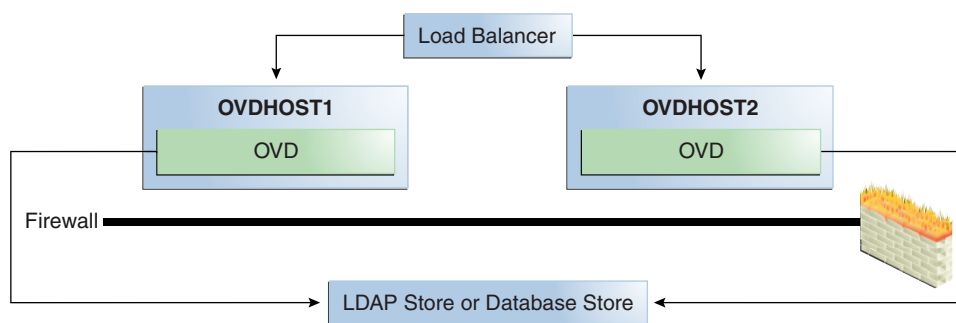 Load Balancer
OVDHOST1
OVDHOST2
OVD
OVD
Firewall
LDAP Store or Database Store